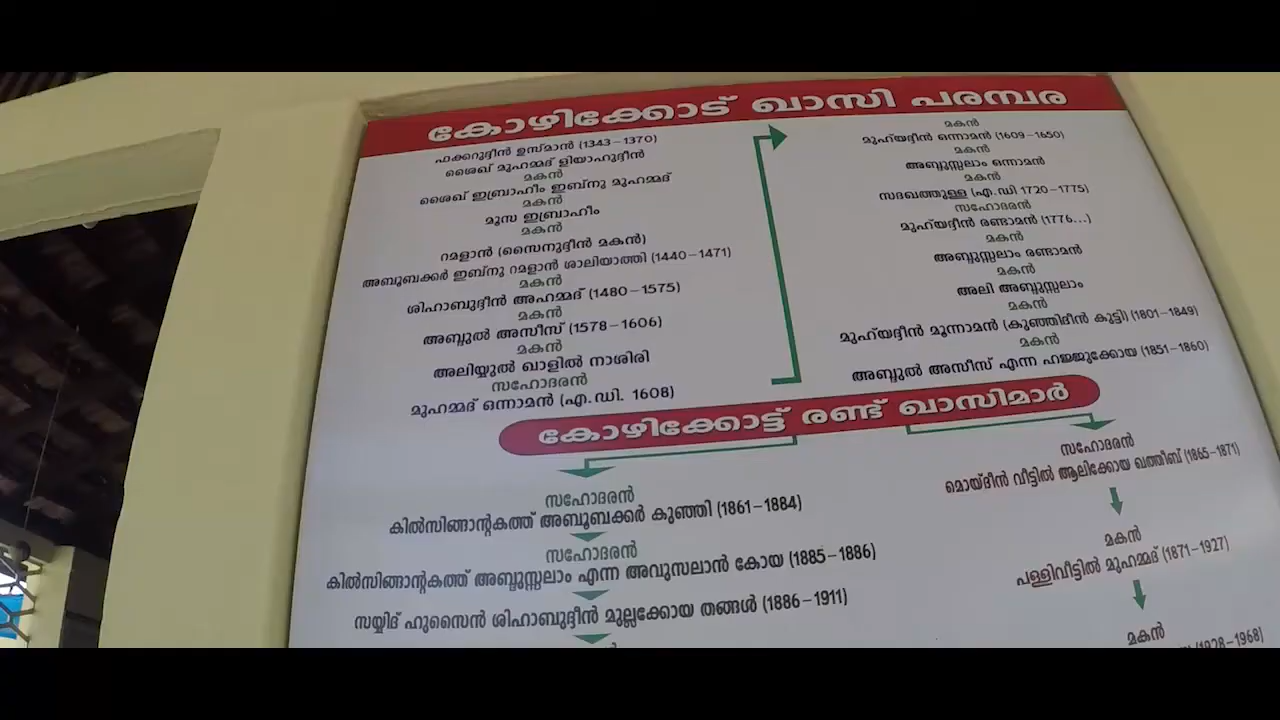 കോഴിക്കോട് ഖാസി പരമ്പര
ഫക്കറുദ്ദീൻ ഉസ്മാൻ (1343-1370)
ശൈഖ് മുഹമ്മദ് ളിയാഹുദ്ദീൻ
മകൻ
ശൈഖ് ഇബ്രാഹീം ഇബ്നു മുഹമ്മദ്
മകൻ
മൂസ ഇബ്രാഹീം
മകൻ
റമളാൻ (സൈനുദ്ദീൻ മകൻ)
അബൂബക്കർ ഇബ്നു റമളാൻ ശാലിയാത്തി (1440-1471)
മകൻ
ശിഹാബുദ്ദീൻ അഹമ്മദ് (1480-1575)
മകൻ
അബ്ദുൽ അസീസ് (1578-1606)
മകൻ
അലിയ്യുൽ ഖാളിൽ നാശിരി
സഹോദരൻ
മുഹമ്മദ് ഒന്നാമൻ (എ.ഡി. 1608)
മകൻ
മുഹ്‌യദ്ദീൻ ഒന്നാമൻ (1609-1650)
മകൻ
അബ്ദുസ്സലാം ഒന്നാമൻ
മകൻ
സദഖത്തുള്ള (എ.ഡി 1720-1775)
സഹോദരൻ
മുഹ്‌യദ്ദീൻ രണ്ടാമൻ (1776...)
മകൻ
അബ്ദുസ്സലാം രണ്ടാമൻ
മകൻ
അലി അബ്ദുസ്സലാം
മകൻ
മുഹ്‌യദ്ദീൻ മൂന്നാമൻ (കുഞ്ഞിദീൻ കുട്ടി) (1801-1849)
മകൻ
അബ്ദുൽ അസീസ് എന്ന ഹജ്ജുക്കോയ (1851-1860)
കോഴിക്കോട്ട് രണ്ട് ഖാസിമാർ
സഹോദരൻ
കിൽസിങ്ങാന്റകത്ത് അബൂബക്കർ കുഞ്ഞി (1861-1884)
സഹോദരൻ
കിൽസിങ്ങാന്റകത്ത് അബ്ദുസ്സലാം എന്ന അവുസലാൻ കോയ (1885-1886)
സയ്യിദ് ഹുസൈൻ ശിഹാബുദ്ദീൻ മുല്ലക്കോയ തങ്ങൾ (1886-1911)
സഹോദരൻ
മൊയ്ദീൻ വീട്ടിൽ ആലിക്കോയ ഖത്തീബ് (1865-1871)
മകൻ
പള്ളിവീട്ടിൽ മുഹമ്മദ് (1871-1927)
മകൻ
(1928-1968)